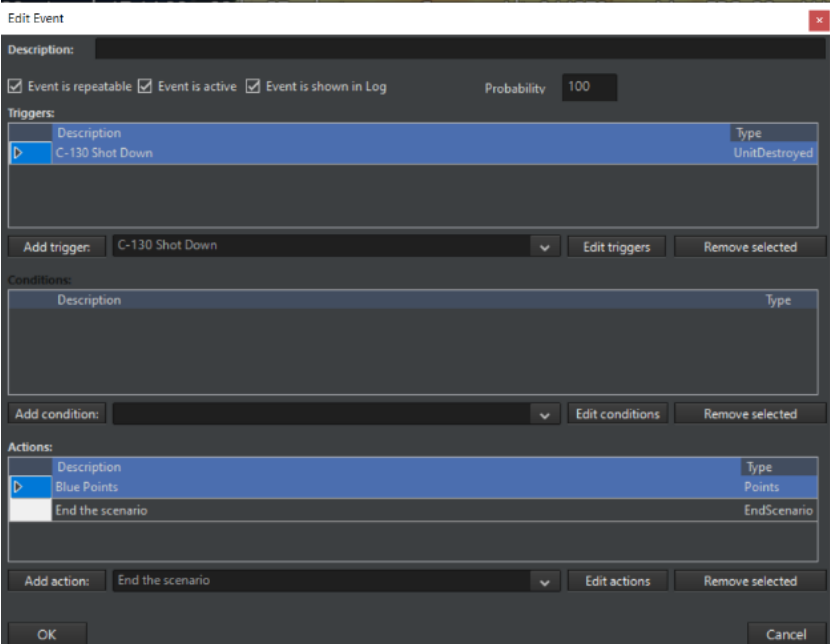 Edit Event
Description:
Event is repeatable Event is active Event is shown in Log Probability 100
Triggers:
Description Type
C-130 Shot Down UnitDestroyed
Add trigger: C-130 Shot Down Edit triggers Remove selected
Conditions:
Description Type
Add condition: Edit conditions Remove selected
Actions:
Description Type
Blue Points Points
End the scenario EndScenario
Add action: End the scenario Edit actions Remove selected
OK Cancel